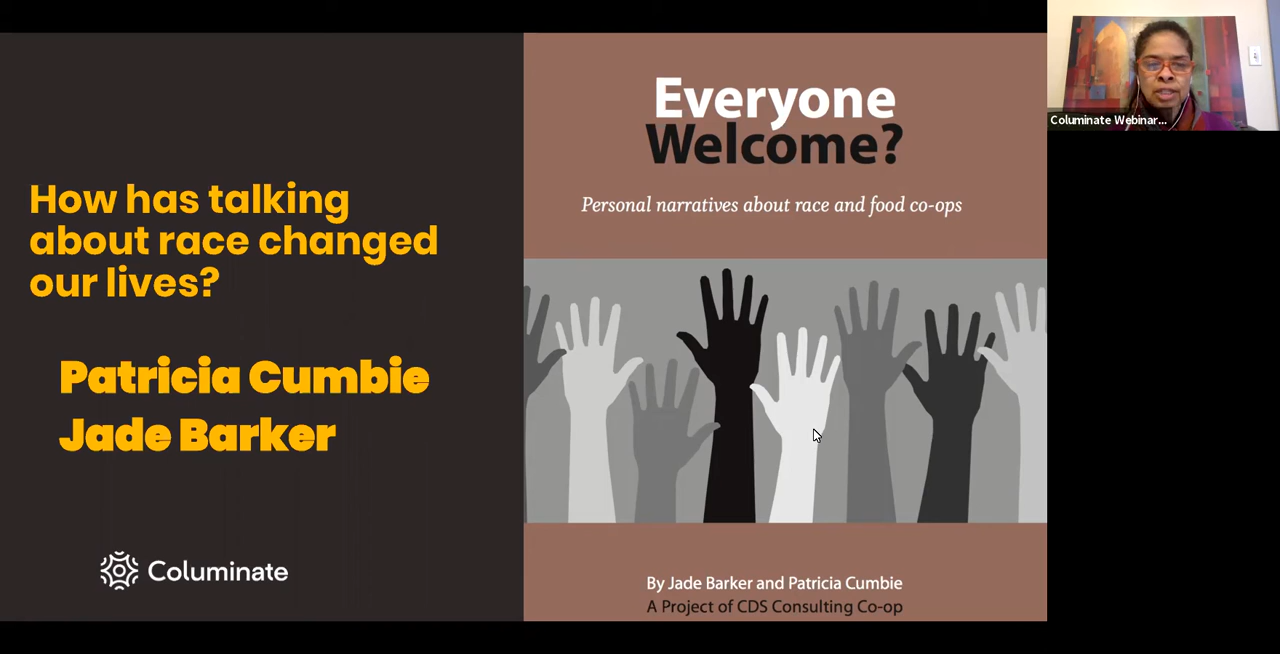 How has talking
about race changed
our lives?
Patricia Cumbie
Jade Barker
Columinate
Everyone
Welcome?
Personal narratives about race and food co-ops
By Jade Barker and Patricia Cumbie
A Project of CDS Consulting Co-op
Columinate Webinar...